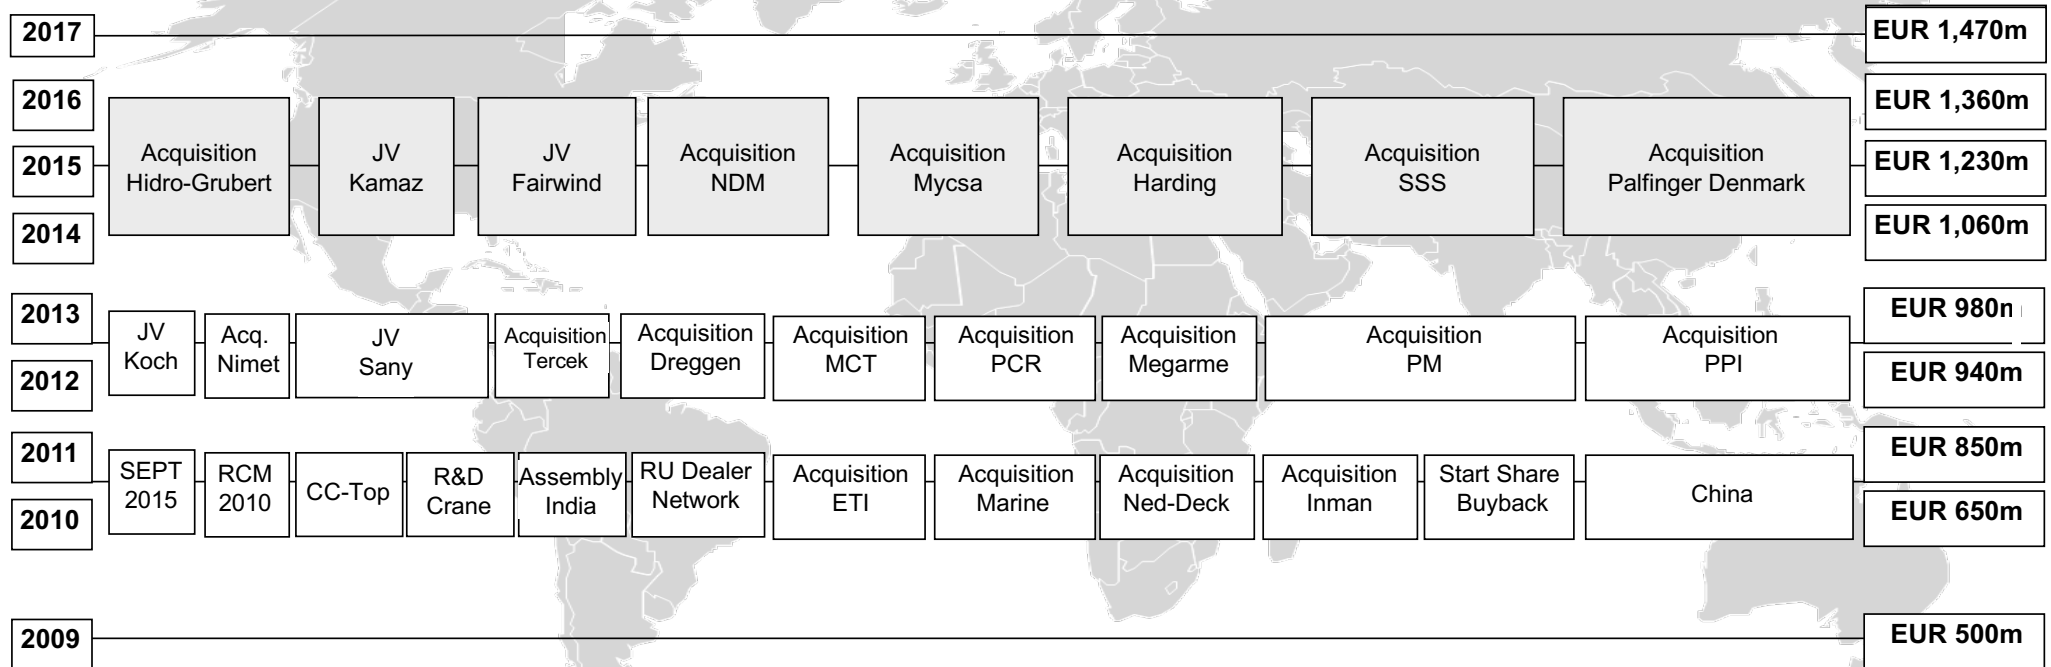 2017
EUR 1,470m
2016
EUR 1,360m
Acquisition
Hidro-Grubert
JV
Kamaz
JV
Fairwind
Acquisition
NDM
Acquisition
Mycsa
Acquisition
Harding
Acquisition
SSS
Acquisition
Palfinger Denmark
2015
EUR 1,230m
2014
EUR 1,060m
2013
EUR 980
JV
Koch
Acq.
Nimet
JV
Sany
Acquisition
Tercek
Acquisition
Dreggen
Acquisition
MCT
Acquisition
PCR
Acquisition
Megarme
Acquisition
PM
Acquisition
PPI
2012
EUR 940m
2011
EUR 850m
SEPT
2015
RCM
2010
CC-Top
R&D
Crane
Assembly
India
RU Dealer
Network
Acquisition
ETI
Acquisition
Marine
Acquisition
Ned-Deck
Acquisition
Inman
Start Share
Buyback
China
2010
EUR 650m
2009
EUR 500m